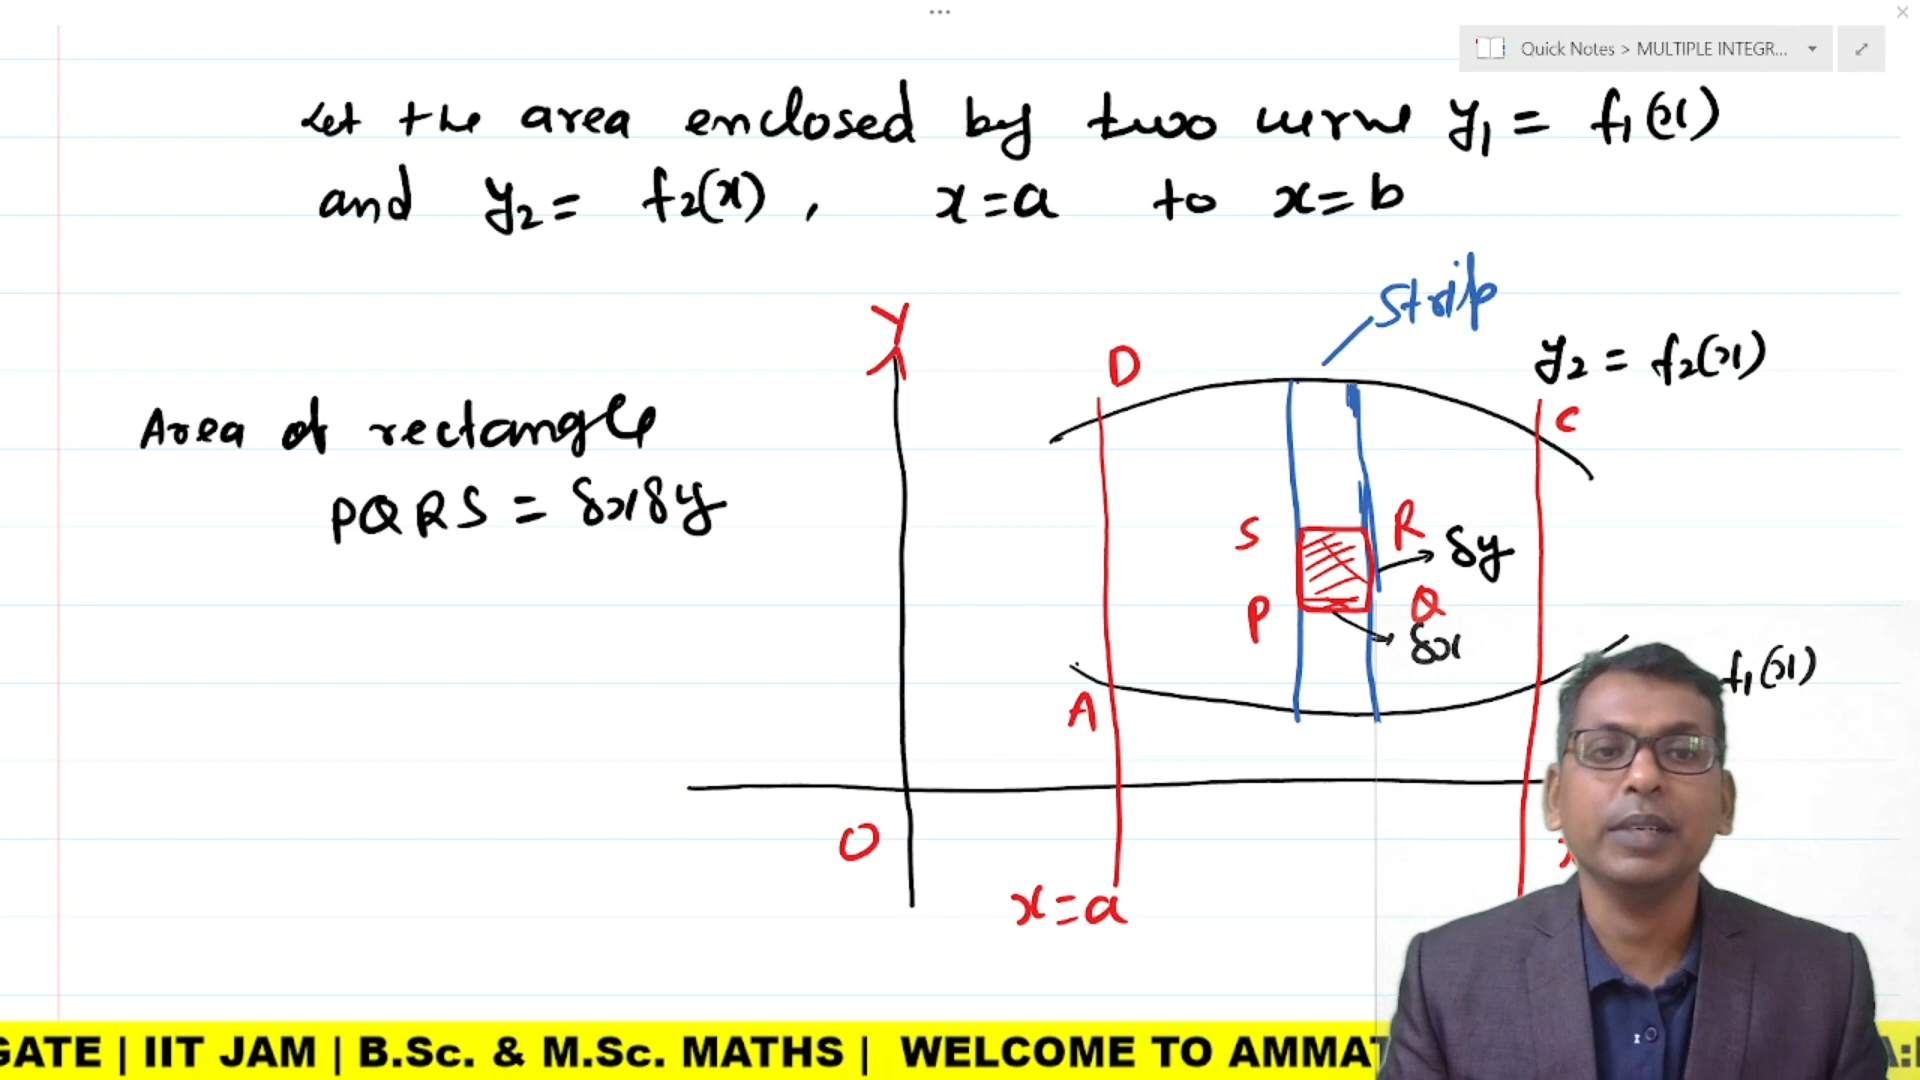 Quick Notes > MULTIPLE INTEGR...
Let the area enclosed by two curve y₁ = f₁(x)
and y₂ = f₂(x), x=a to x=b
Strip
Y
D
y₂ = f₂(x)
C
Area of rectangle
PQRS = δxδy
S
R
δy
P
Q
δx
f₁(x)
A
O
x=a
GATE | IIT JAM | B.Sc. & M.Sc. MATHS | WELCOME TO AMMAT